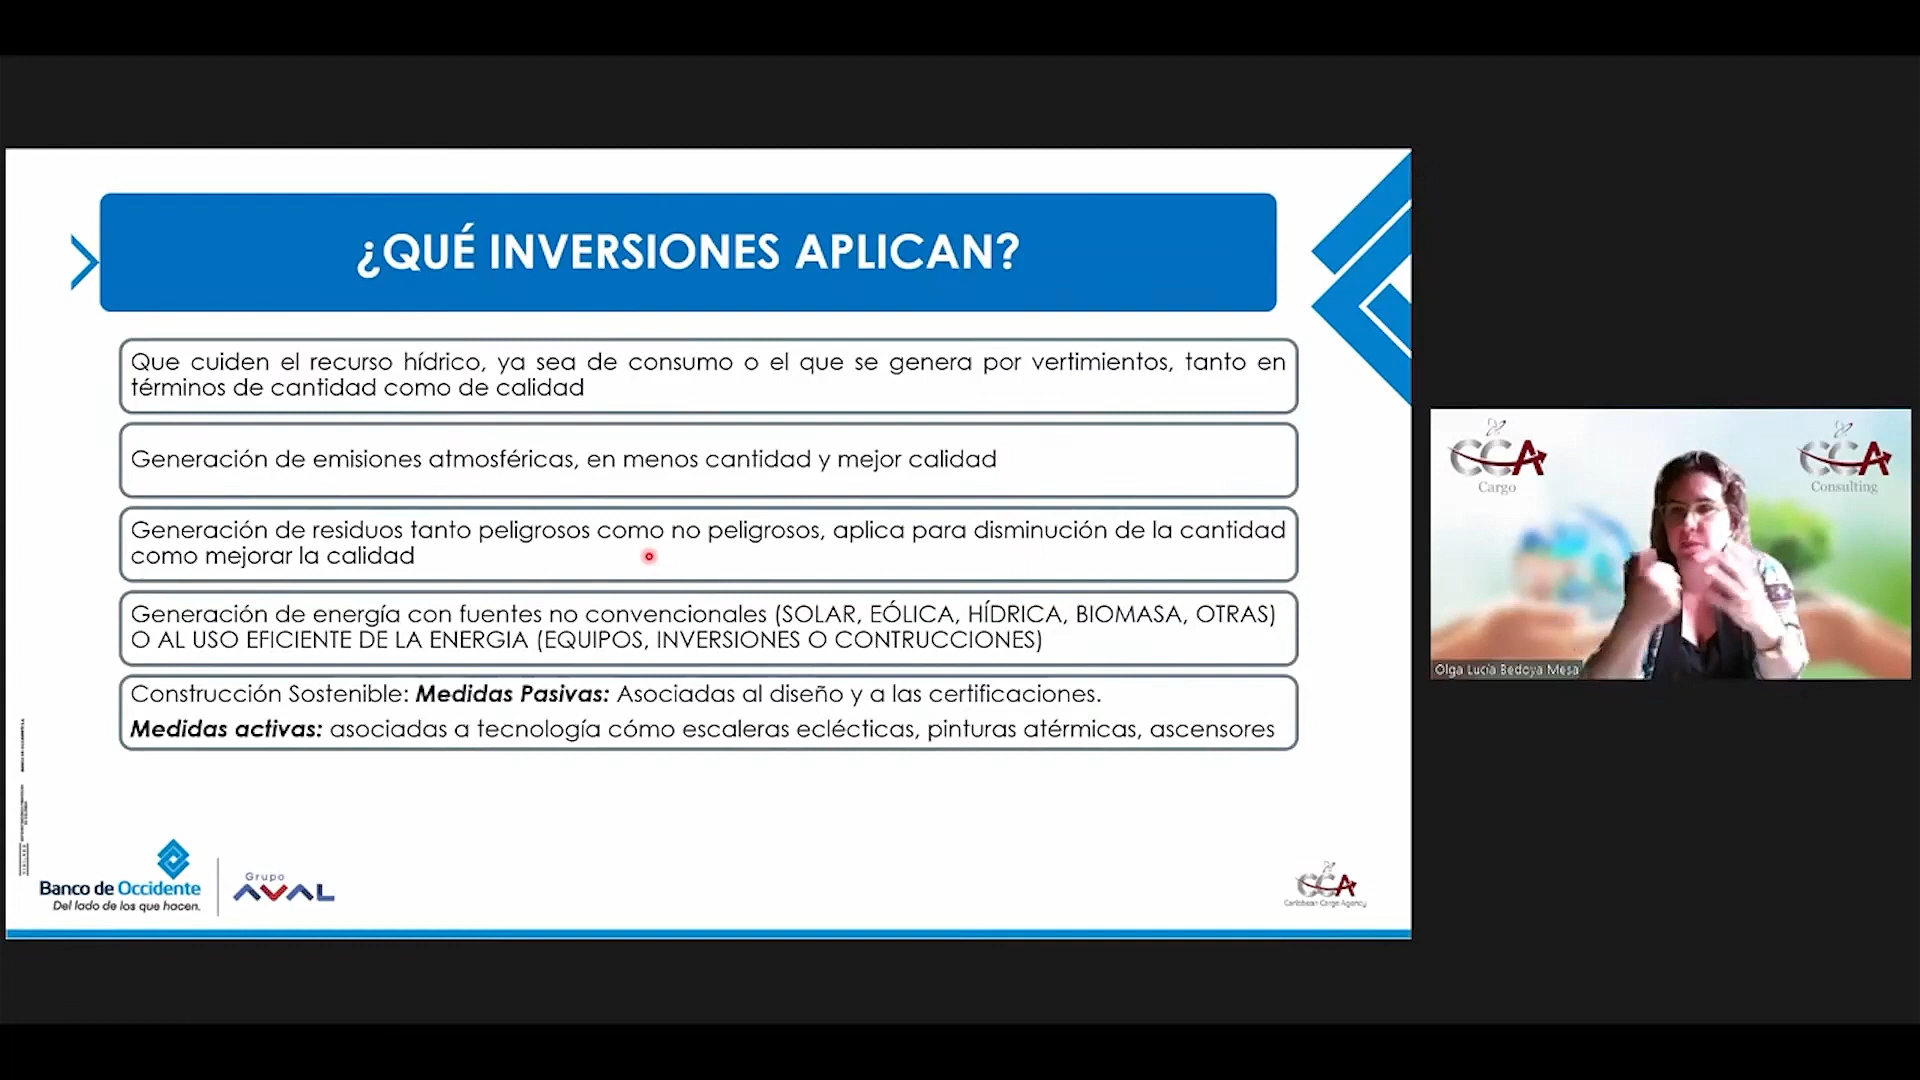 ¿QUÉ INVERSIONES APLICAN?
Que cuiden el recurso hídrico, ya sea de consumo o el que se genera por vertimientos, tanto en
términos de cantidad como de calidad
Generación de emisiones atmosféricas, en menos cantidad y mejor calidad
Generación de residuos tanto peligrosos como no peligrosos, aplica para disminución de la cantidad
como mejorar la calidad
Generación de energía con fuentes no convencionales (SOLAR, EÓLICA, HÍDRICA, BIOMASA, OTRAS)
O AL USO EFICIENTE DE LA ENERGIA (EQUIPOS, INVERSIONES O CONTRUCCIONES)
Construcción Sostenible: Medidas Pasivas: Asociadas al diseño y a las certificaciones.
Medidas activas: asociadas a tecnología cómo escaleras eclécticas, pinturas atérmicas, ascensores
Banco de Occidente
Del lado de los que hacen.
Grupo
AVAL
CCA
Caribbean Cargo Agency
CCA
Cargo
CCA
Consulting
Olga Lucía Bedoya Mesa